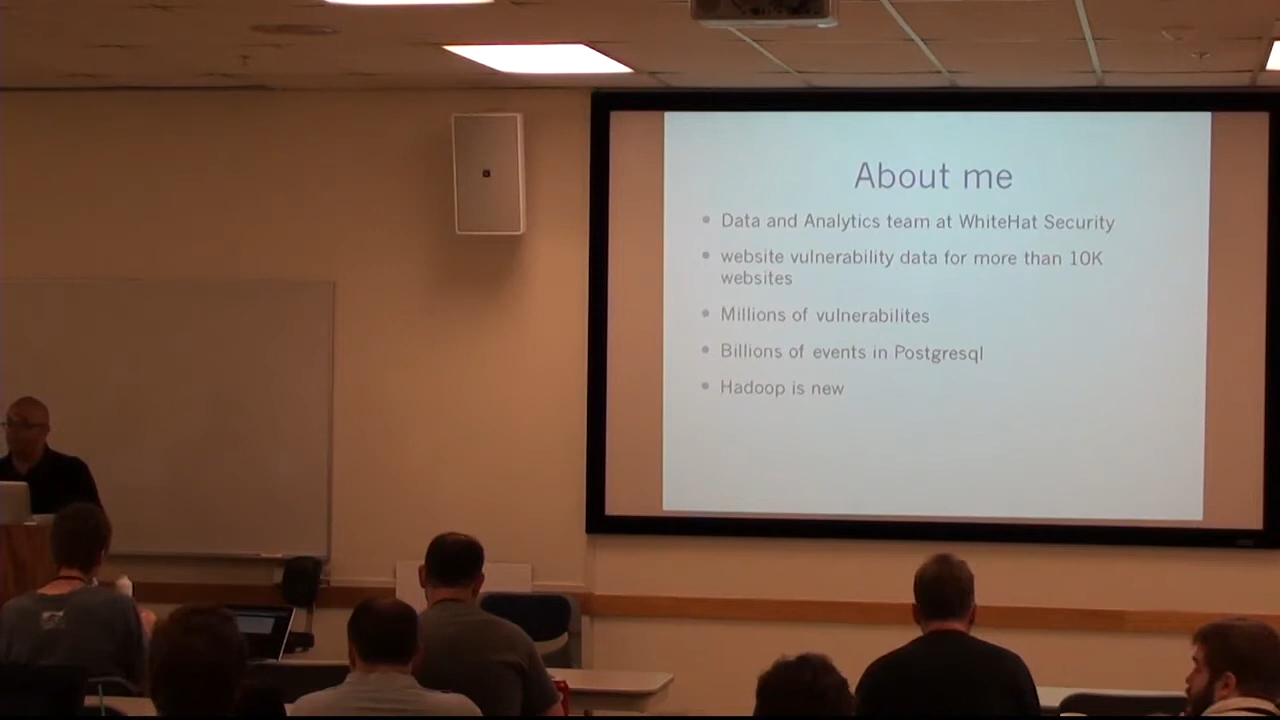 About me
• Data and Analytics team at WhiteHat Security
• website vulnerability data for more than 10K
websites
• Millions of vulnerabilites
• Billions of events in Postgresql
• Hadoop is new